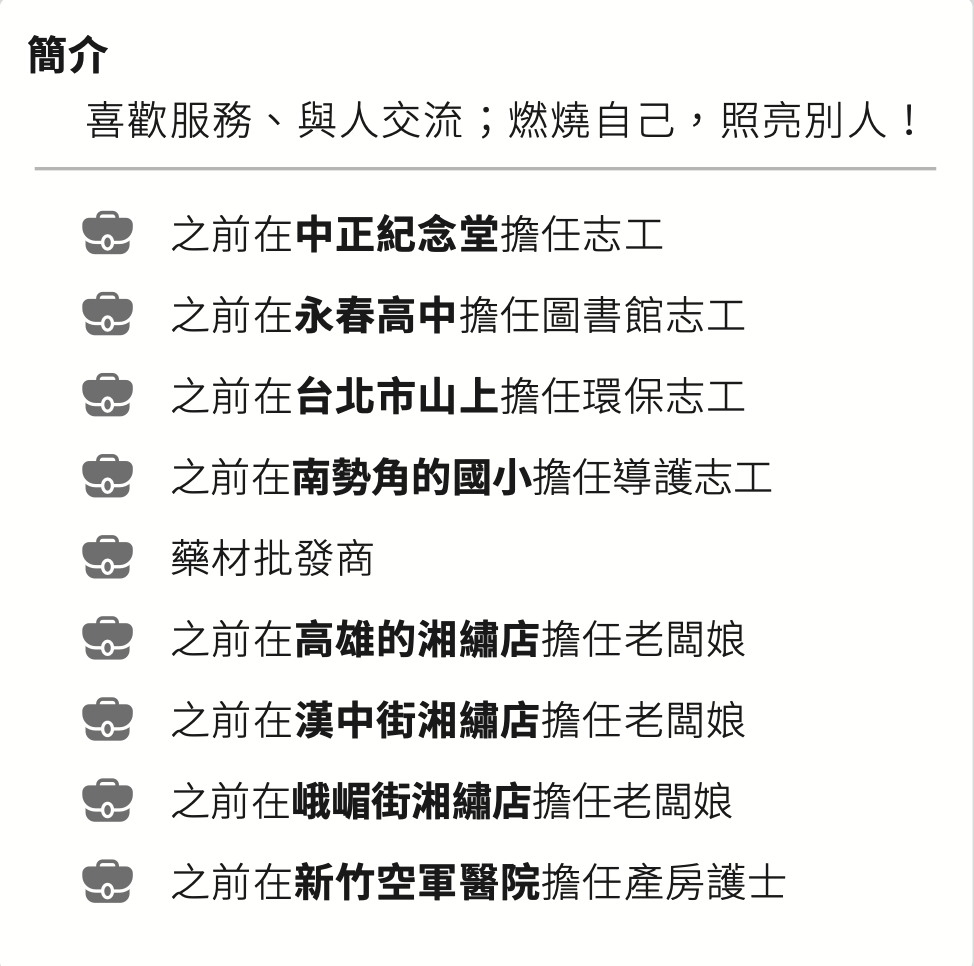 簡介
喜歡服務、與人交流；燃燒自己，照亮別人！
之前在中正紀念堂擔任志工
之前在永春高中擔任圖書館志工
之前在台北市山上擔任環保志工
之前在南勢角的國小擔任導護志工
藥材批發商
之前在高雄的湘繡店擔任老闆娘
之前在漢中街湘繡店擔任老闆娘
之前在峨嵋街湘繡店擔任老闆娘
之前在新竹空軍醫院擔任產房護士